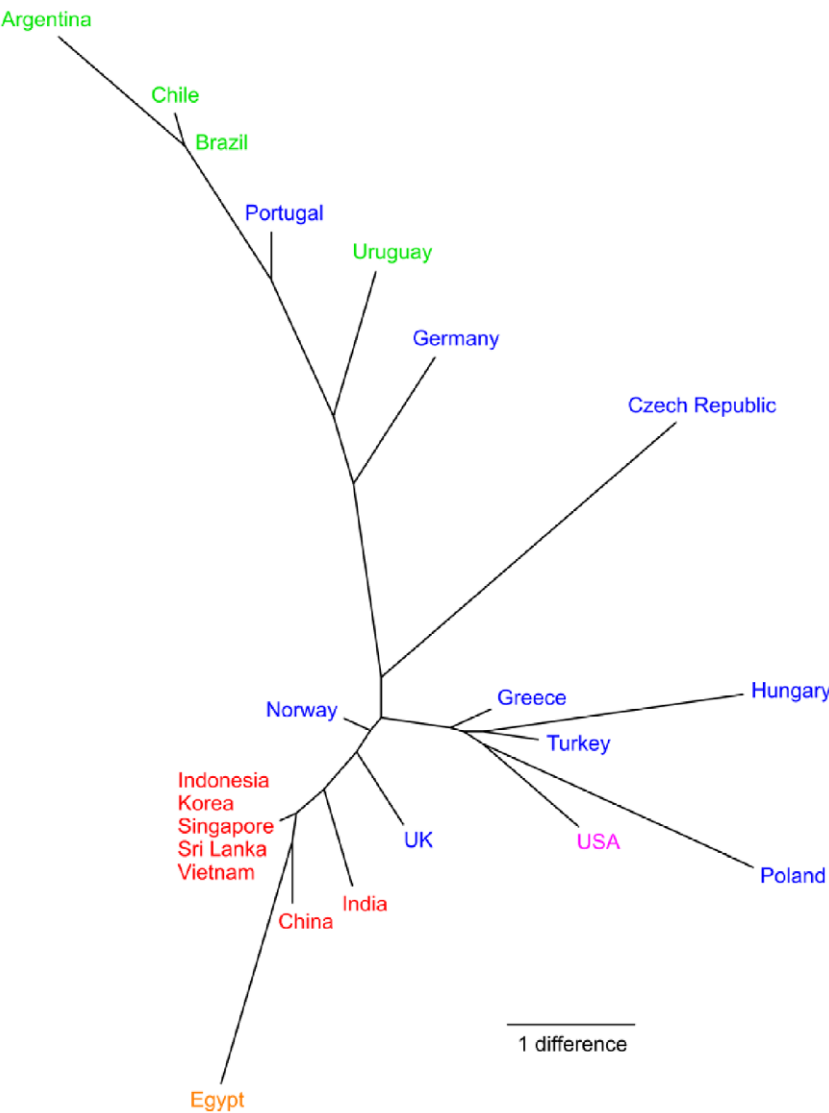 Argentina
Chile
Brazil
Portugal
Uruguay
Germany
Czech Republic
Hungary
Greece
Norway
Turkey
Indonesia
Korea
Singapore
Sri Lanka
Vietnam
UK
USA
Poland
India
China
1 difference
Egypt